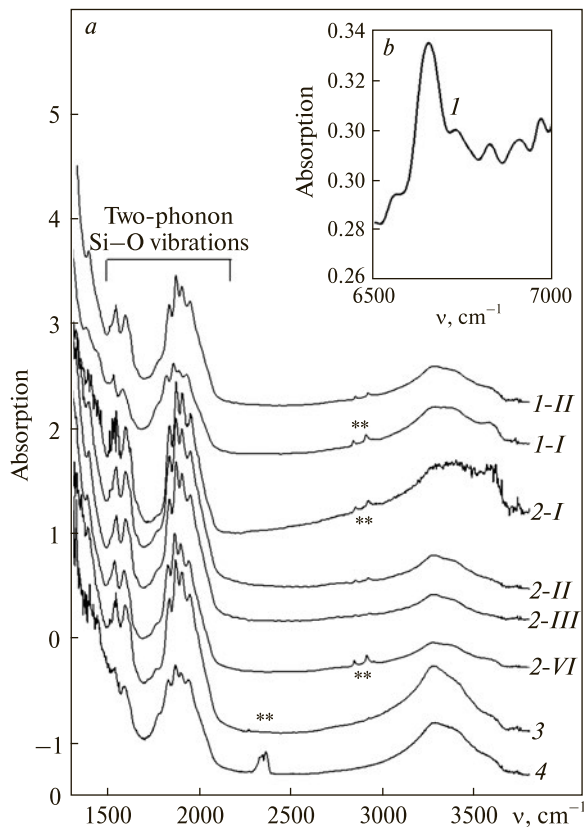 a
5
4
3
2
1
0
−1
0
Absorption
Two-phonon
Si−O vibrations
b
0.34
0.32
0.30
0.30
0.28
0.26
Absorption
1
6500
7000
ν, cm−1
1-II
**
1-I
2-I
**
2-II
2-III
2-VI
**
**
3
4
1500
2000
2500
3000
3500
ν, cm−1